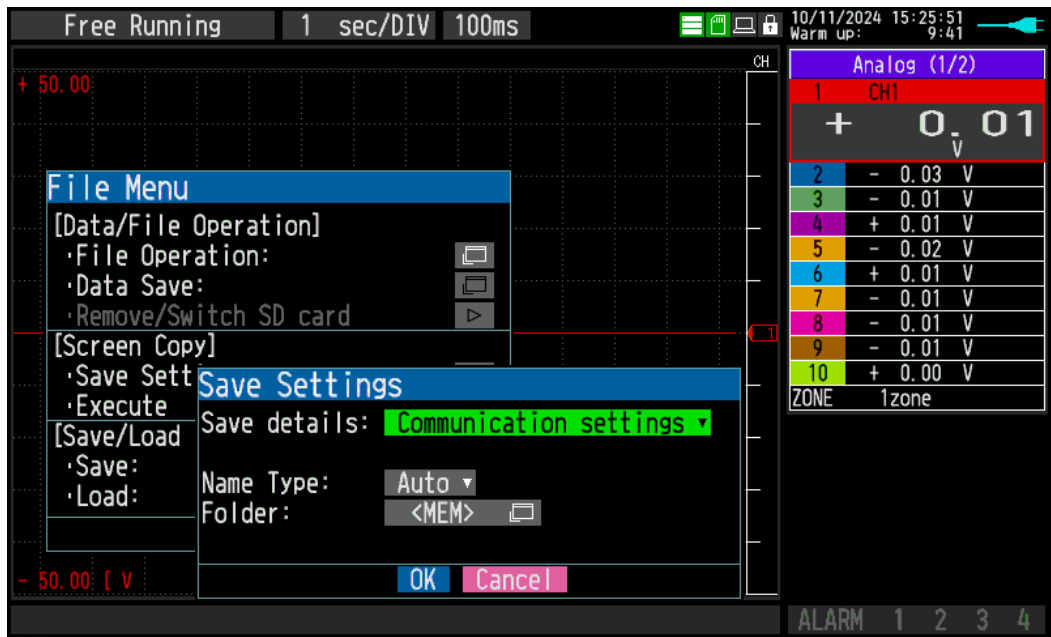 Free Running 1 sec/DIV 100ms
10/11/2024 15:25:51
Warm up: 9:41
CH
+ 50.00
Analog (1/2)
1 CH1
+ 0.01
V
2 - 0.03 V
3 - 0.01 V
4 + 0.01 V
5 - 0.02 V
6 + 0.01 V
7 - 0.01 V
8 - 0.01 V
9 - 0.01 V
10 + 0.00 V
ZONE 1zone
1
File Menu
[Data/File Operation]
·File Operation:
·Data Save:
·Remove/Switch SD card
[Screen Copy]
·Save Sett
·Execute
[Save/Load
·Save:
·Load:
Save Settings
Save details: Communication settings
Name Type: Auto
Folder: <MEM>
OK Cancel
- 50.00 [ V
ALARM 1 2 3 4